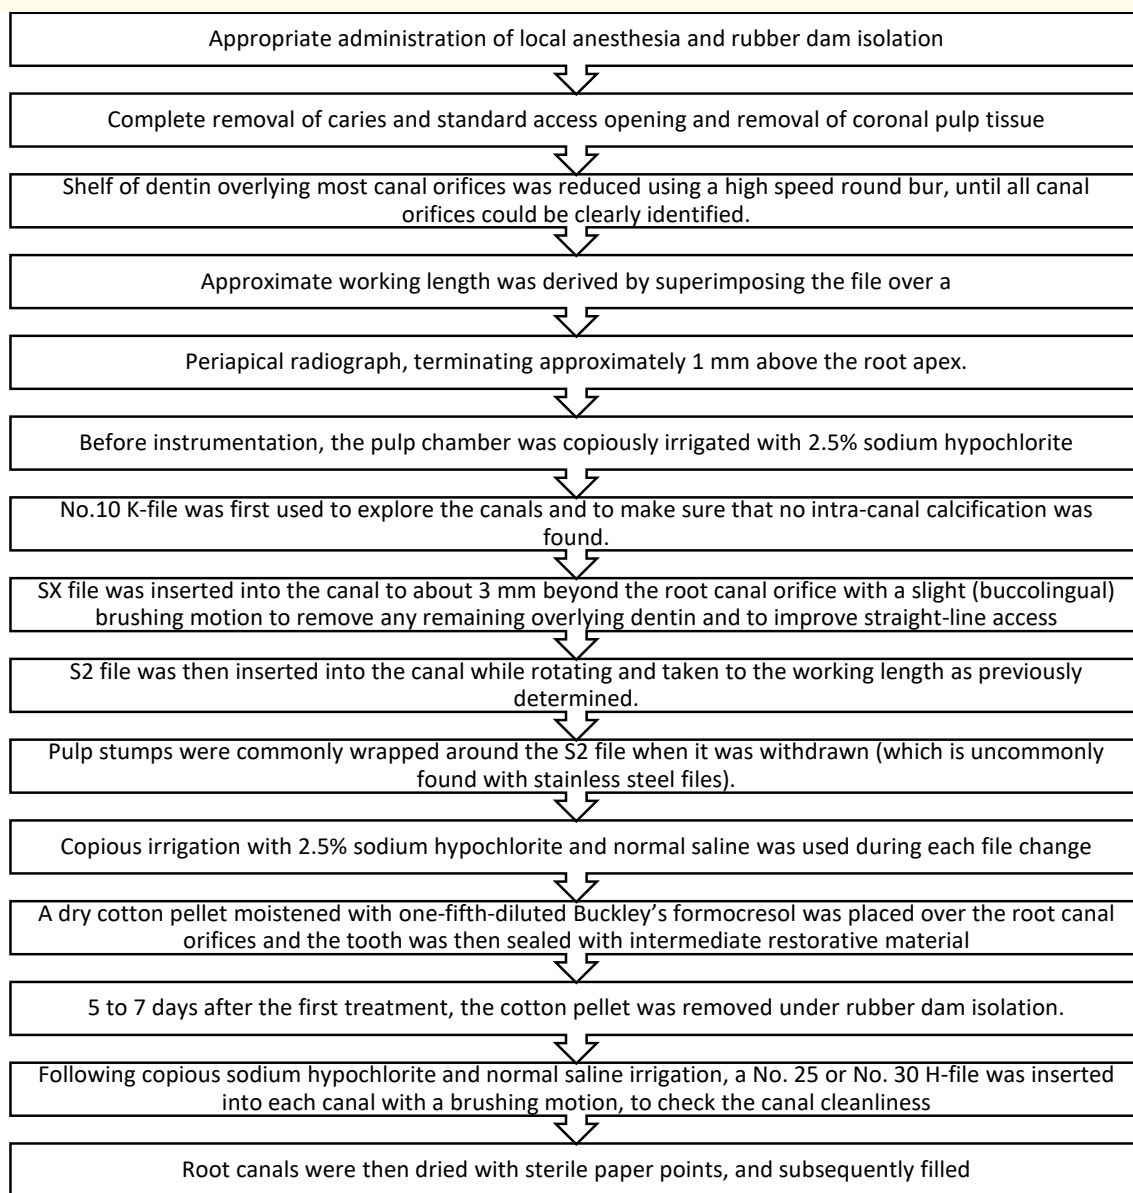 Appropriate administration of local anesthesia and rubber dam isolation
Complete removal of caries and standard access opening and removal of coronal pulp tissue
Shelf of dentin overlying most canal orifices was reduced using a high speed round bur, until all canal
orifices could be clearly identified.
Approximate working length was derived by superimposing the file over a
Periapical radiograph, terminating approximately 1 mm above the root apex.
Before instrumentation, the pulp chamber was copiously irrigated with 2.5% sodium hypochlorite
No.10 K-file was first used to explore the canals and to make sure that no intra-canal calcification was
found.
SX file was inserted into the canal to about 3 mm beyond the root canal orifice with a slight (buccolingual)
brushing motion to remove any remaining overlying dentin and to improve straight-line access
S2 file was then inserted into the canal while rotating and taken to the working length as previously
determined.
Pulp stumps were commonly wrapped around the S2 file when it was withdrawn (which is uncommonly
found with stainless steel files).
Copious irrigation with 2.5% sodium hypochlorite and normal saline was used during each file change
A dry cotton pellet moistened with one-fifth-diluted Buckley's formocresol was placed over the root canal
orifices and the tooth was then sealed with intermediate restorative material
5 to 7 days after the first treatment, the cotton pellet was removed under rubber dam isolation.
Following copious sodium hypochlorite and normal saline irrigation, a No. 25 or No. 30 H-file was inserted
into each canal with a brushing motion, to check the canal cleanliness
Root canals were then dried with sterile paper points, and subsequently filled